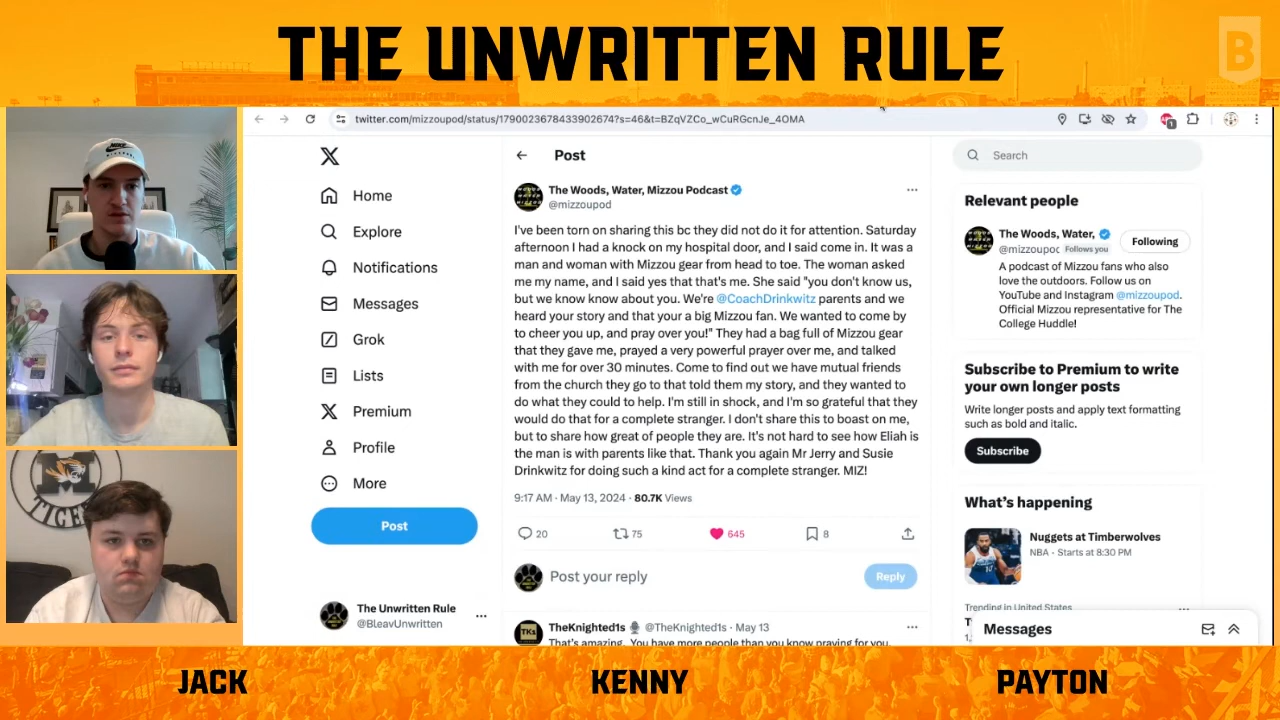 THE UNWRITTEN RULE
B
twitter.com/mizzoupod/status/1790023678433902674?s=46&t=BZqVZCo_wCuRGcnJe_4OMA
1
Home
Explore
Notifications
Messages
Grok
Lists
Premium
Profile
More
Post
The Unwritten Rule
@BleavUnwritten
Post
The Woods, Water, Mizzou Podcast
@mizzoupod
I've been torn on sharing this bc they did not do it for attention. Saturday
afternoon I had a knock on my hospital door, and I said come in. It was a
man and woman with Mizzou gear from head to toe. The woman asked
me my name, and I said yes that that's me. She said "you don't know us,
but we know know about you. We're @CoachDrinkwitz parents and we
heard your story and that your a big Mizzou fan. We wanted to come by
to cheer you up, and pray over you!" They had a bag full of Mizzou gear
that they gave me, prayed a very powerful prayer over me, and talked
with me for over 30 minutes. Come to find out we have mutual friends
from the church they go to that told them my story, and they wanted to
do what they could to help. I'm still in shock, and I'm so grateful that they
would do that for a complete stranger. I don't share this to boast on me,
but to share how great of people they are. It's not hard to see how Eliah is
the man is with parents like that. Thank you again Mr Jerry and Susie
Drinkwitz for doing such a kind act for a complete stranger. MIZ!
9:17 AM · May 13, 2024 · 80.7K Views
20 75 645 8
Post your reply
Reply
TheKnighted1s @TheKnighted1s · May 13
TK1
That's amazing. You have more people than you know praying for you.
Search
Relevant people
The Woods, Water,
@mizzoupod Follows you
Following
A podcast of Mizzou fans who also
love the outdoors. Follow us on
YouTube and Instagram @mizzoupod.
Official Mizzou representative for The
College Huddle!
Subscribe to Premium to write
your own longer posts
Write longer posts and apply text formatting
such as bold and italic.
Subscribe
What's happening
Nuggets at Timberwolves
NBA · Starts at 8:30 PM
Trending in United States
Messages
JACK
KENNY
PAYTON